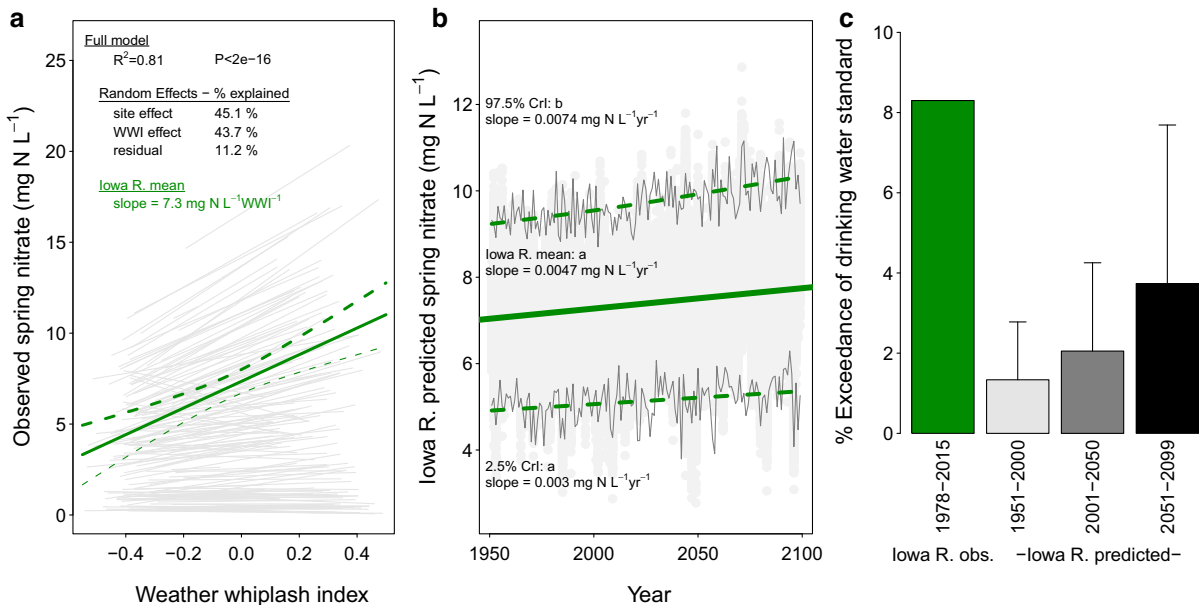 a
Full model
R²=0.81 P<2e−16
Random Effects − % explained
site effect 45.1 %
WWI effect 43.7 %
residual 11.2 %
Iowa R. mean
slope = 7.3 mg N L⁻¹WWI⁻¹
Observed spring nitrate (mg N L⁻¹)
25
20
15
10
5
0
−0.4 −0.2 0.0 0.2 0.4
Weather whiplash index
b
97.5% CrI: b
slope = 0.0074 mg N L⁻¹yr⁻¹
Iowa R. mean: a
slope = 0.0047 mg N L⁻¹yr⁻¹
2.5% CrI: a
slope = 0.003 mg N L⁻¹yr⁻¹
Iowa R. predicted spring nitrate (mg N L⁻¹)
12
10
8
6
4
1950 2000 2050 2100
Year
c
% Exceedance of drinking water standard
10
8
6
4
2
0
1978−2015
1951−2000
2001−2050
2051−2099
Iowa R. obs. −Iowa R. predicted−